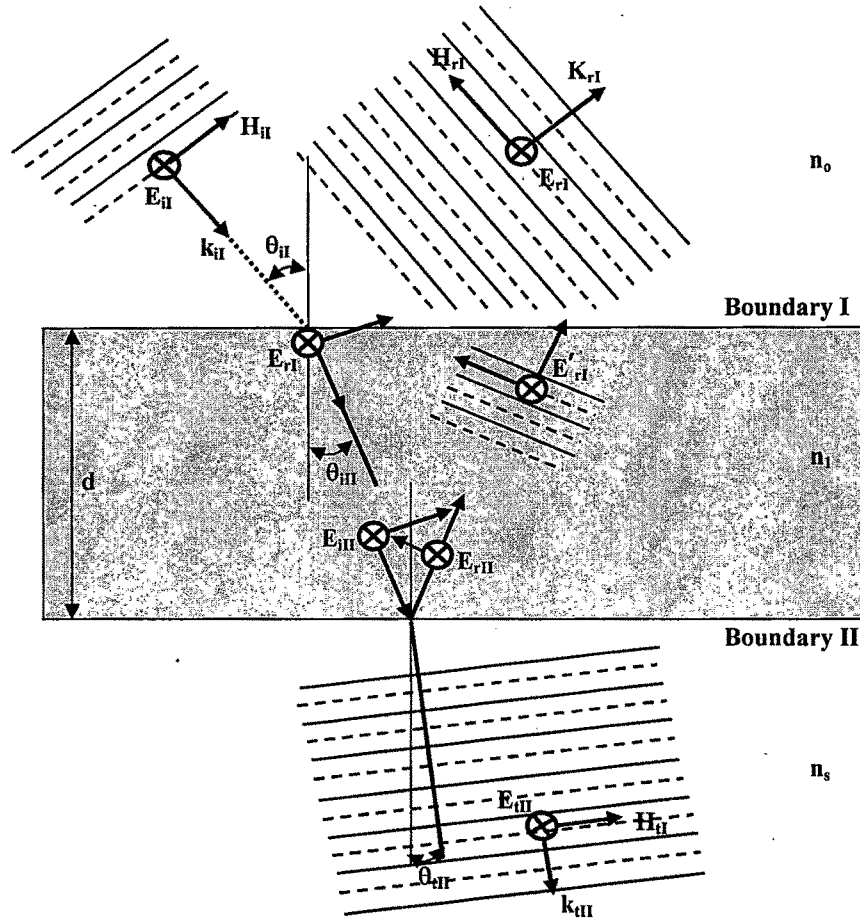 H_rI
K_rI
H_iI
E_iI
E_rI
n_o
k_iI
θ_iI
Boundary I
E_rI
E'_rI
d
θ_iII
n_1
E_iII
E_rII
Boundary II
n_s
E_tII
H_tI
θ_tII
k_tII